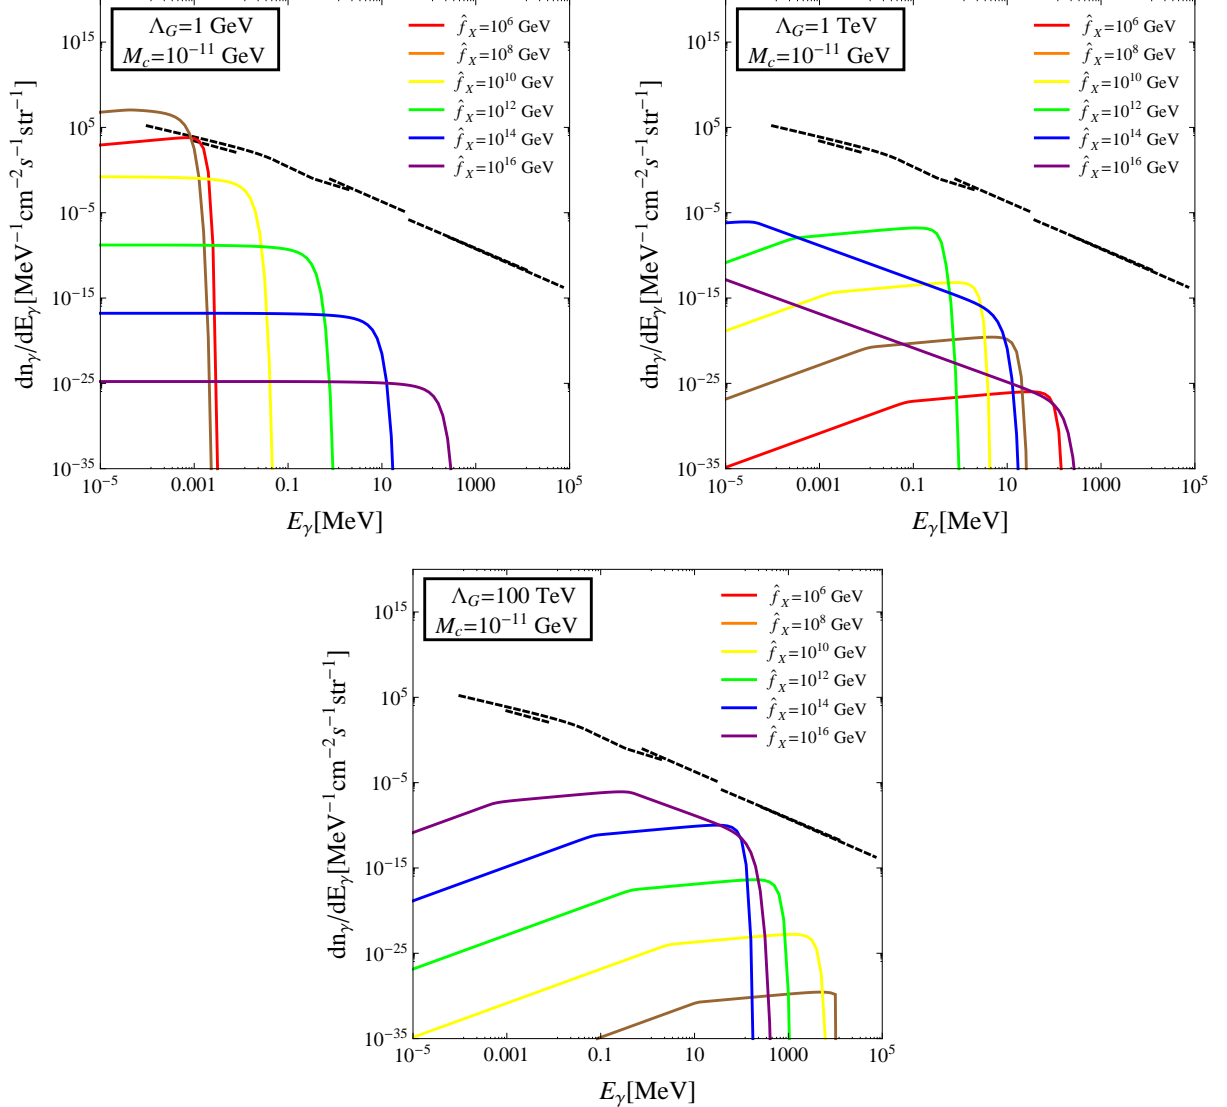 Λ_G=1 GeV
M_c=10^−11 GeV
f̂_X=10^6 GeV
f̂_X=10^8 GeV
f̂_X=10^10 GeV
f̂_X=10^12 GeV
f̂_X=10^14 GeV
f̂_X=10^16 GeV
dn_γ/dE_γ[MeV^−1cm^−2s^−1str^−1]
10^15
10^5
10^−5
10^−15
10^−25
10^−35
10^−5
0.001
0.1
10
1000
10^5
E_γ[MeV]
Λ_G=1 TeV
M_c=10^−11 GeV
f̂_X=10^6 GeV
f̂_X=10^8 GeV
f̂_X=10^10 GeV
f̂_X=10^12 GeV
f̂_X=10^14 GeV
f̂_X=10^16 GeV
dn_γ/dE_γ[MeV^−1cm^−2s^−1str^−1]
10^15
10^5
10^−5
10^−15
10^−25
10^−35
10^−5
0.001
0.1
10
1000
10^5
E_γ[MeV]
Λ_G=100 TeV
M_c=10^−11 GeV
f̂_X=10^6 GeV
f̂_X=10^8 GeV
f̂_X=10^10 GeV
f̂_X=10^12 GeV
f̂_X=10^14 GeV
f̂_X=10^16 GeV
dn_γ/dE_γ[MeV^−1cm^−2s^−1str^−1]
10^15
10^5
10^−5
10^−15
10^−25
10^−35
10^−5
0.001
0.1
10
1000
10^5
E_γ[MeV]